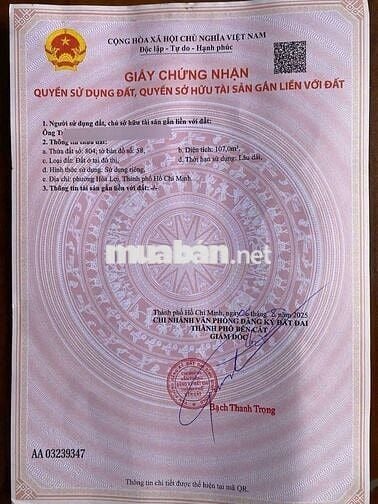 CỘNG HÒA XÃ HỘI CHỦ NGHĨA VIỆT NAM
Độc lập - Tự do - Hạnh phúc
GIẤY CHỨNG NHẬN
QUYỀN SỬ DỤNG ĐẤT, QUYỀN SỞ HỮU TÀI SẢN GẮN LIỀN VỚI ĐẤT
1. Người sử dụng đất, chủ sở hữu tài sản gắn liền với đất:
Ông
2. Thông tin thửa đất:
a. Thửa đất số: 804; tờ bản đồ số: 58, b. Diện tích: 107,0m²,
c. Loại đất: Đất ở tại đô thị, d. Thời hạn sử dụng: Lâu dài,
đ. Hình thức sử dụng: Sử dụng riêng,
e. Địa chỉ: phường Hòa Lợi, Thành phố Hồ Chí Minh.
3. Thông tin tài sản gắn liền với đất: -/-
muaban.net
Thành phố Hồ Chí Minh, ngày tháng 8 năm 2025
CHI NHÁNH VĂN PHÒNG ĐĂNG KÝ ĐẤT ĐAI
THÀNH PHỐ BẾN CÁT
GIÁM ĐỐC
Bạch Thanh Trọng
AA 03239347
Thông tin chi tiết được thể hiện tại mã QR.